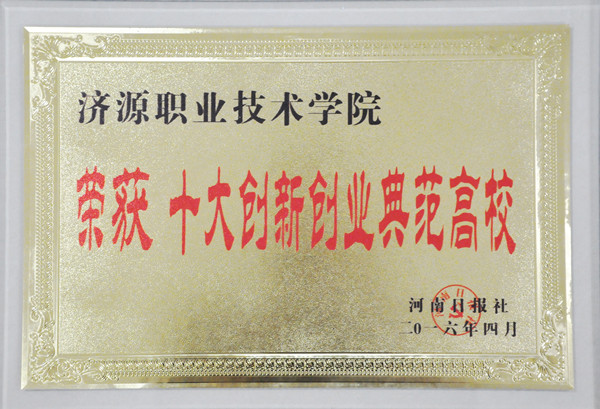 济源职业技术学院
荣获 十大创新创业典范高校
河南日报社
二0一六年四月